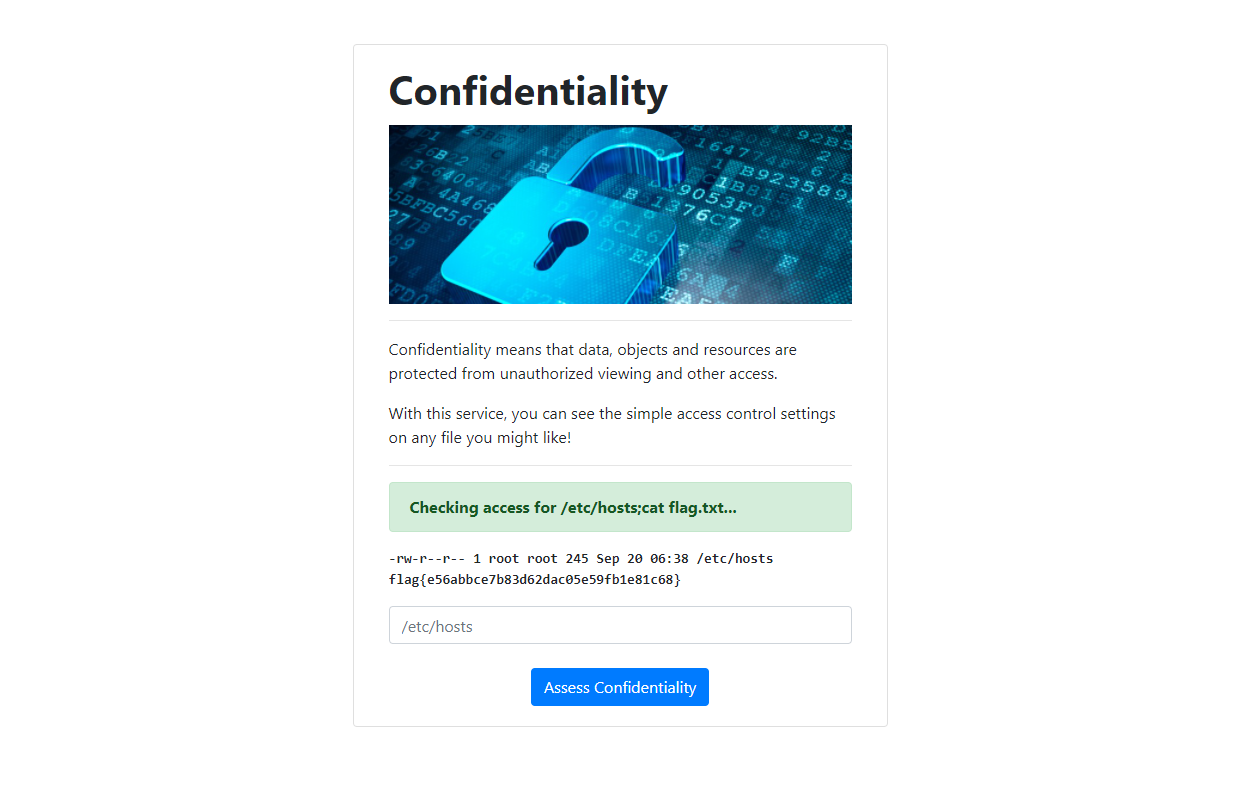 Confidentiality
Confidentiality means that data, objects and resources are
protected from unauthorized viewing and other access.
With this service, you can see the simple access control settings
on any file you might like!
Checking access for /etc/hosts;cat flag.txt...
-rw-r--r-- 1 root root 245 Sep 20 06:38 /etc/hosts
flag{e56abbce7b83d62dac05e59fb1e81c68}
/etc/hosts
Assess Confidentiality